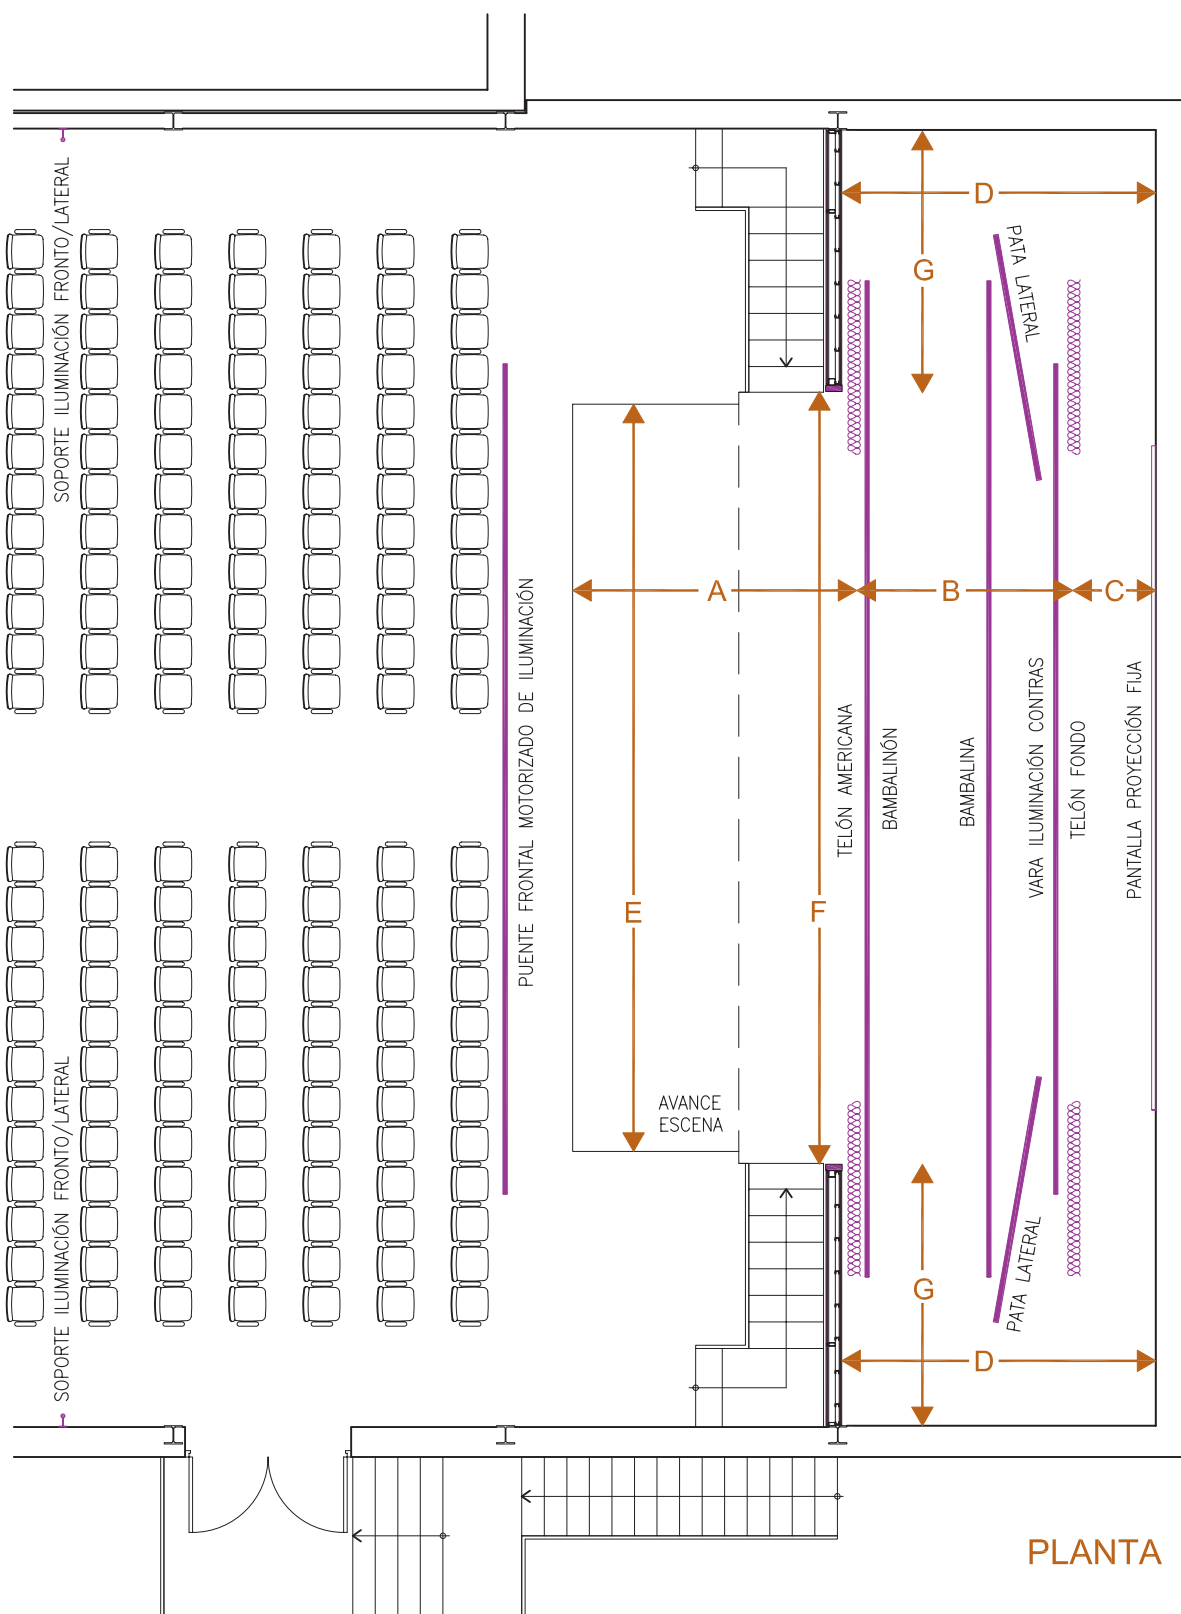 SOPORTE ILUMINACIÓN FRONTO/LATERAL
D
G
PATA LATERAL
A
B
C
PUENTE FRONTAL MOTORIZADO DE ILUMINACIÓN
TELÓN AMERICANA
BAMBALINÓN
BAMBALINA
VARA ILUMINACIÓN CONTRAS
TELÓN FONDO
PANTALLA PROYECCIÓN FIJA
E
F
AVANCE
ESCENA
SOPORTE ILUMINACIÓN FRONTO/LATERAL
PATA LATERAL
G
D
PLANTA